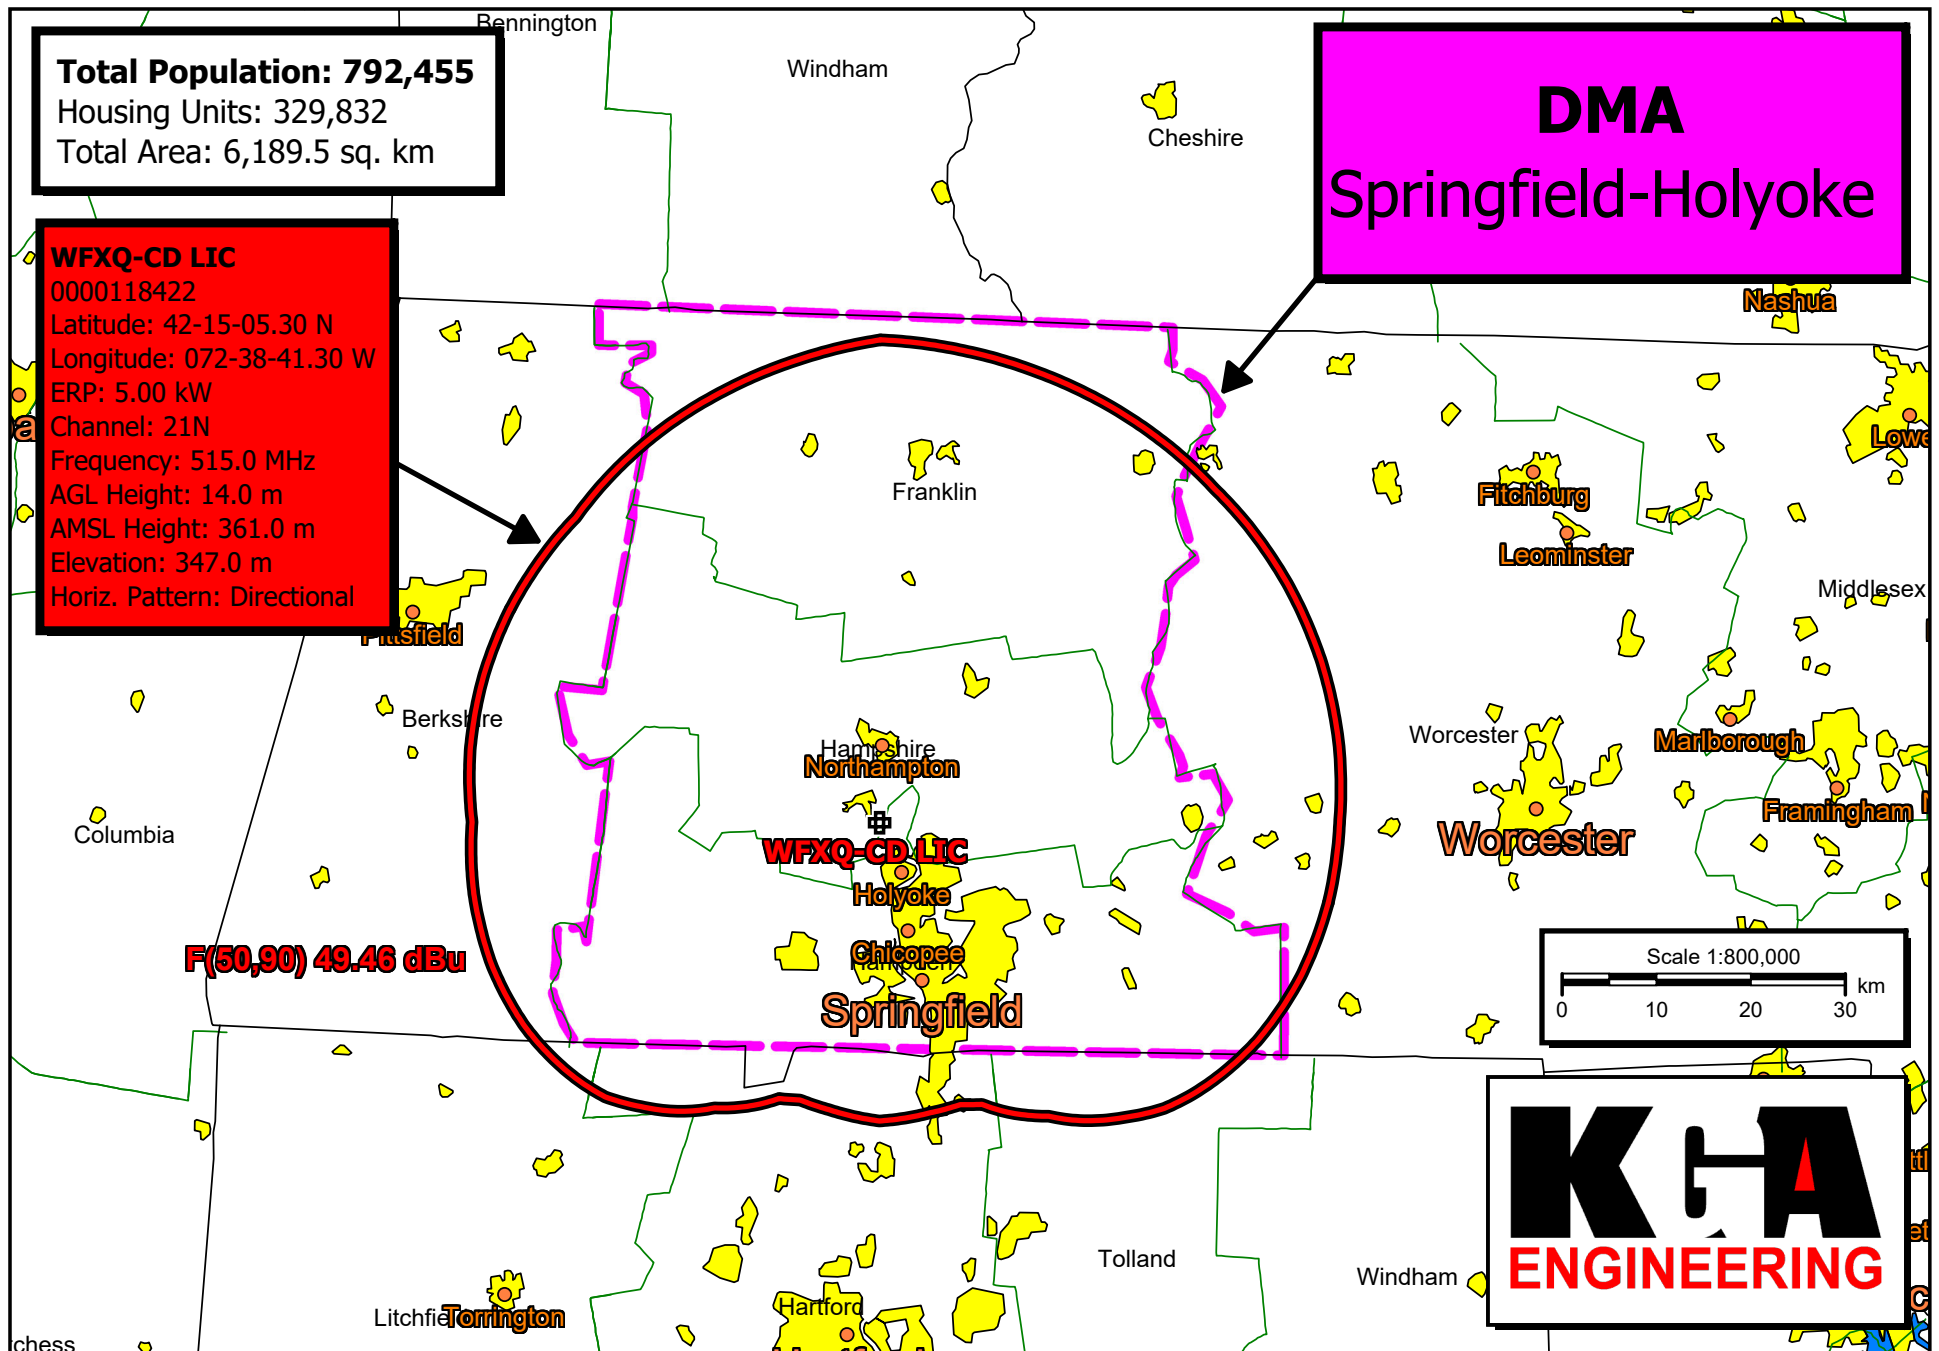 Bennington
Total Population: 792,455
Housing Units: 329,832
Total Area: 6,189.5 sq. km
Windham
Cheshire
DMA
Springfield-Holyoke
WFXQ-CD LIC
0000118422
Latitude: 42-15-05.30 N
Longitude: 072-38-41.30 W
ERP: 5.00 kW
Channel: 21N
Frequency: 515.0 MHz
AGL Height: 14.0 m
AMSL Height: 361.0 m
Elevation: 347.0 m
Horiz. Pattern: Directional
Nashua
Lowe
Franklin
Fitchburg
Leominster
Middlesex
Pittsfield
Berkshire
Hampshire
Northampton
Worcester
Marlborough
Framingham
Columbia
WFXQ-CD LIC
Worcester
Holyoke
F(50,90) 49.46 dBu
Chicopee
Hampden
Springfield
Scale 1:800,000
km
0 10 20 30
KGA
ENGINEERING
Tolland
Windham
Hartford
Litchfie
Torrington
chess